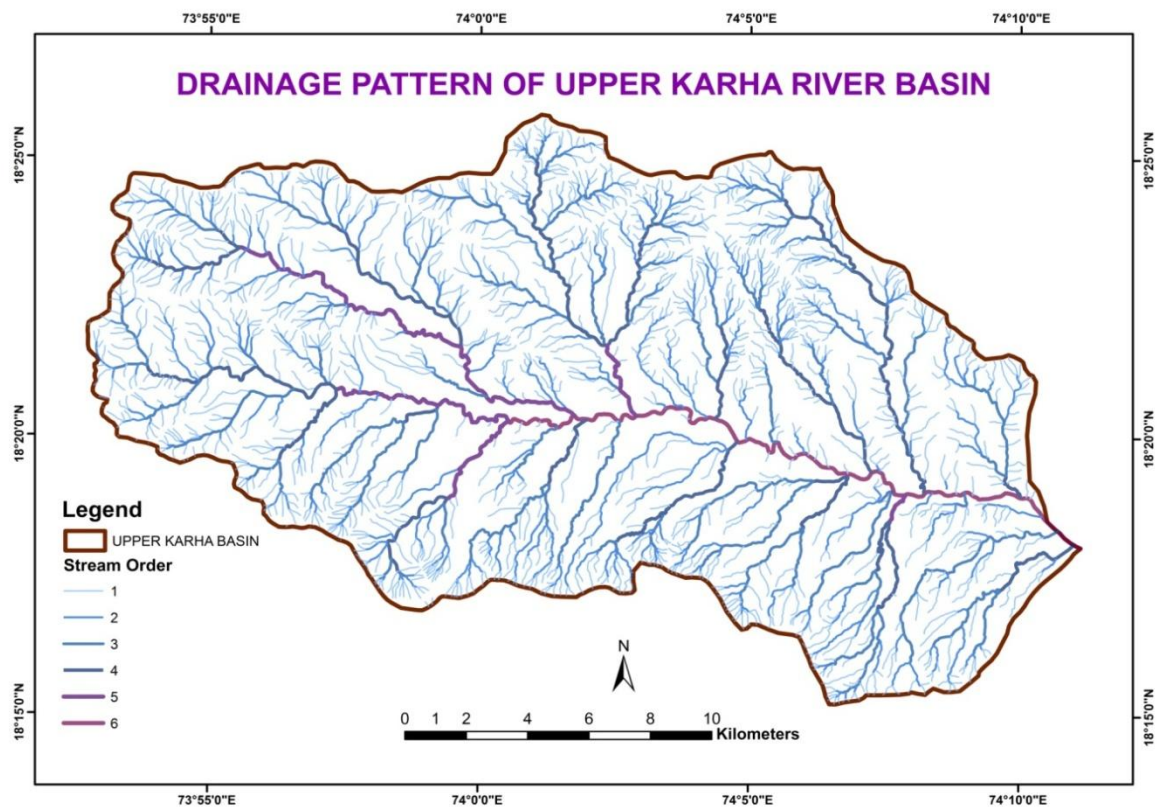 73°55'0"E 74°0'0"E 74°5'0"E 74°10'0"E
DRAINAGE PATTERN OF UPPER KARHA RIVER BASIN
18°25'0"N 18°25'0"N
18°20'0"N 18°20'0"N
Legend
UPPER KARHA BASIN
Stream Order
1
2
3
4
5
6
N
0 1 2 4 6 8 10
Kilometers
18°15'0"N 18°15'0"N
73°55'0"E 74°0'0"E 74°5'0"E 74°10'0"E